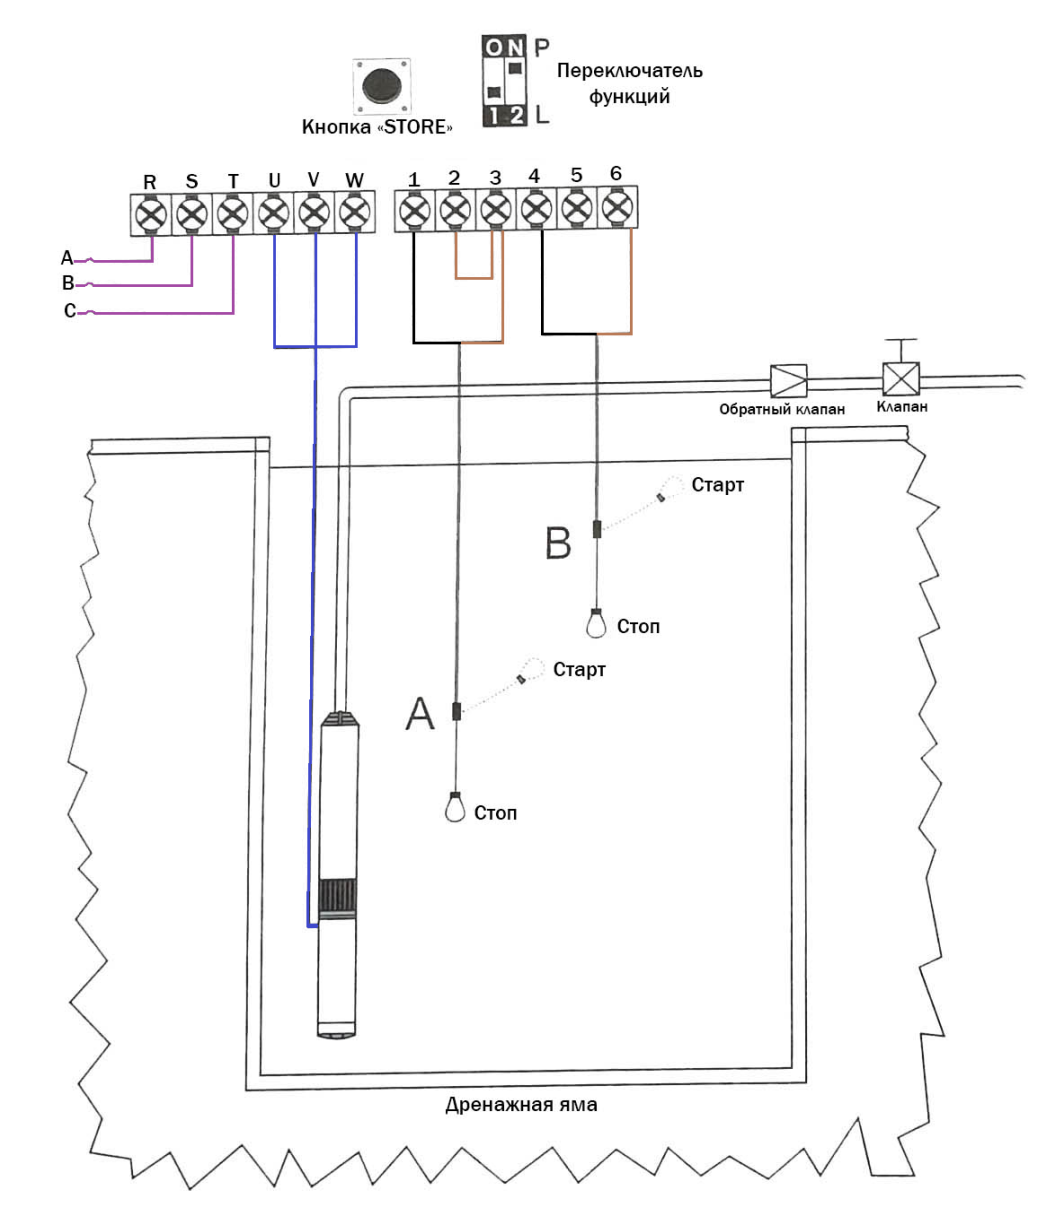 ON P
Переключатель
функций
1 2 L
Кнопка «STORE»
R S T U V W 1 2 3 4 5 6
A
B
C
Обратный клапан
Клапан
Старт
B
Стоп
Старт
A
Стоп
Дренажная яма